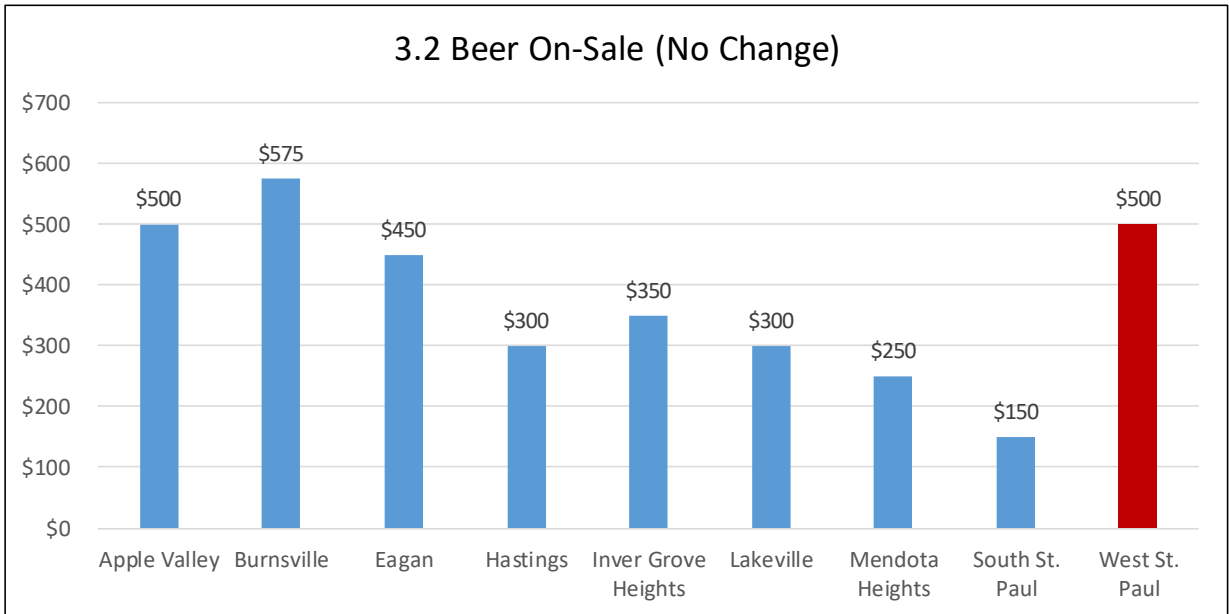 3.2 Beer On-Sale (No Change)
$700
$600
$500
$400
$300
$200
$100
$0
$500
$575
$450
$300
$350
$300
$250
$150
$500
Apple Valley
Burnsville
Eagan
Hastings
Inver Grove
Heights
Lakeville
Mendota
Heights
South St.
Paul
West St.
Paul